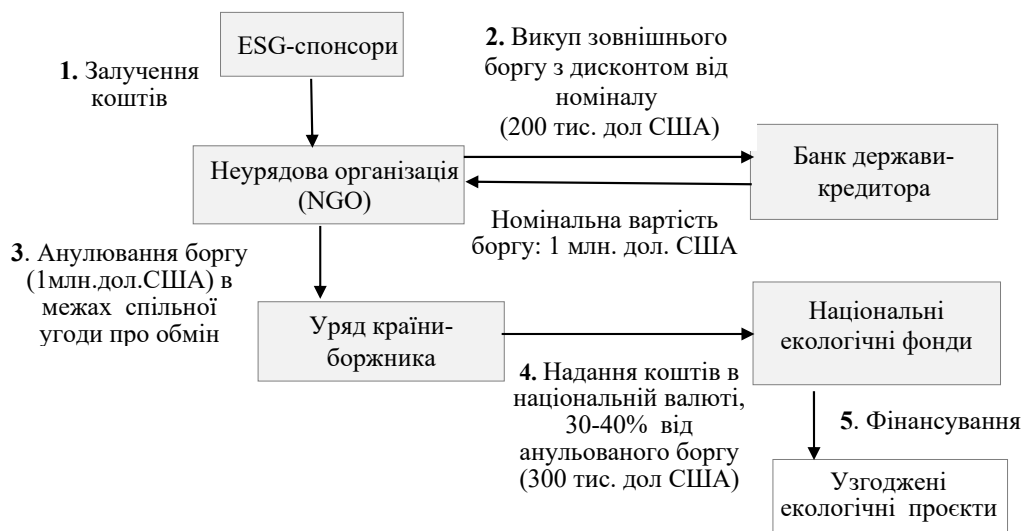 ESG-спонсори
1. Залучення
коштів
2. Викуп зовнішнього
боргу з дисконтом від
номіналу
(200 тис. дол США)
Неурядова організація
(NGO)
Банк держави-
кредитора
Номінальна вартість
боргу: 1 млн. дол. США
3. Анулювання боргу
(1млн.дол.США) в
межах спільної
угоди про обмін
Уряд країни-
боржника
Національні
екологічні фонди
4. Надання коштів в
національній валюті,
30-40% від
анульованого боргу
(300 тис. дол США)
5. Фінансування
Узгоджені
екологічні проєкти